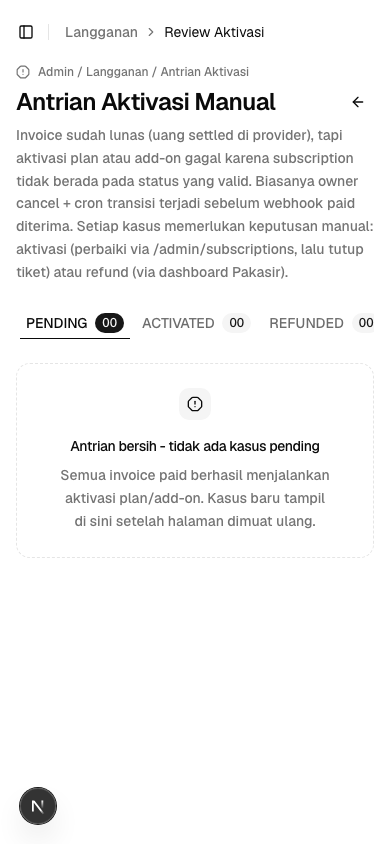 Langganan > Review Aktivasi
Admin / Langganan / Antrian Aktivasi
Antrian Aktivasi Manual
Invoice sudah lunas (uang settled di provider), tapi
aktivasi plan atau add-on gagal karena subscription
tidak berada pada status yang valid. Biasanya owner
cancel + cron transisi terjadi sebelum webhook paid
diterima. Setiap kasus memerlukan keputusan manual:
aktivasi (perbaiki via /admin/subscriptions, lalu tutup
tiket) atau refund (via dashboard Pakasir).
PENDING 00 ACTIVATED 00 REFUNDED 00
Antrian bersih - tidak ada kasus pending
Semua invoice paid berhasil menjalankan
aktivasi plan/add-on. Kasus baru tampil
di sini setelah halaman dimuat ulang.
N